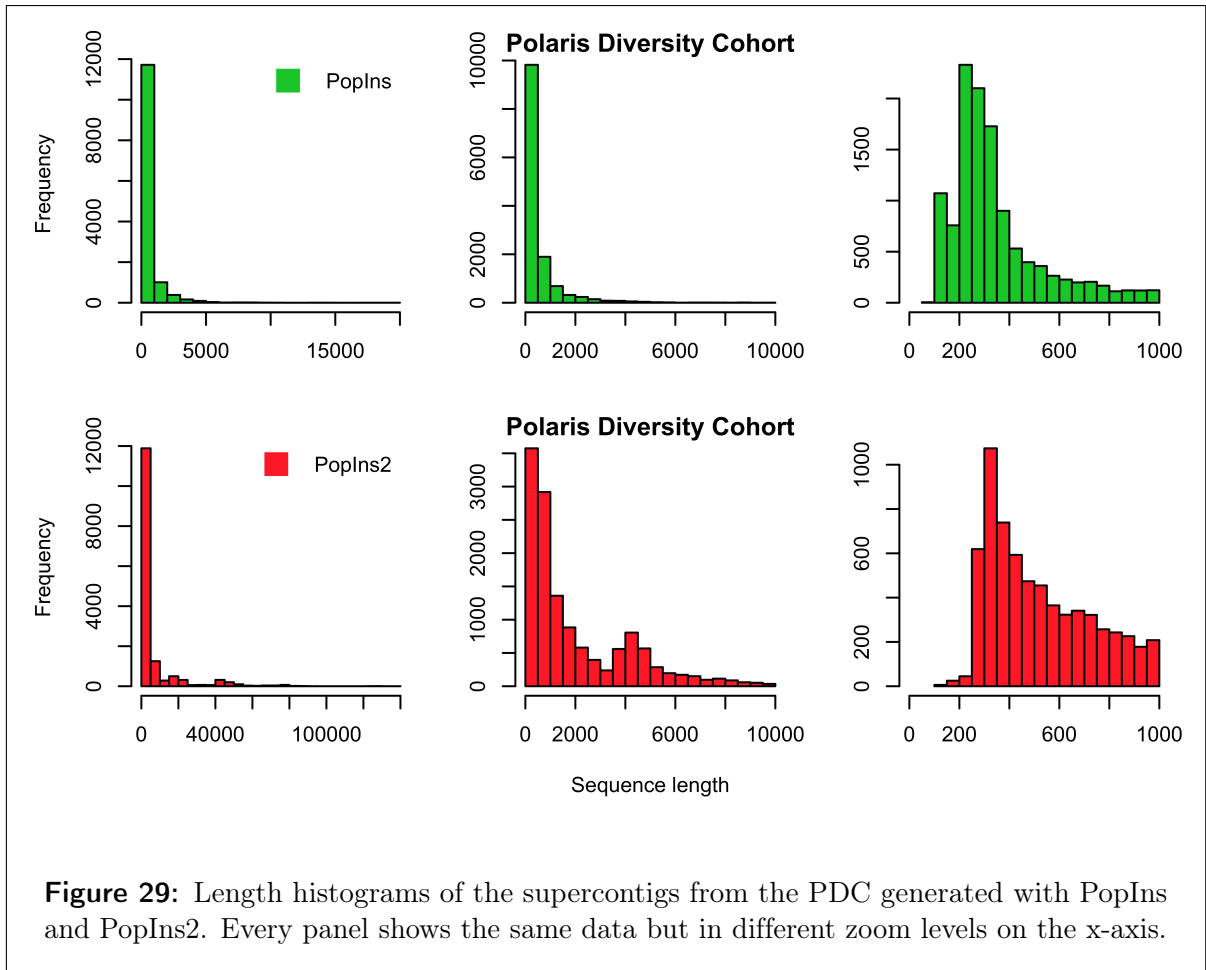 Polaris Diversity Cohort
PopIns
Frequency
0 4000 8000 12000
0 5000 15000
0 2000 6000 10000
0 2000 6000 10000
0 500 1500
0 200 600 1000
Polaris Diversity Cohort
PopIns2
Frequency
0 4000 8000 12000
0 40000 100000
0 1000 2000 3000
0 2000 6000 10000
0 200 600 1000
0 200 600 1000
Sequence length
Figure 29: Length histograms of the supercontigs from the PDC generated with PopIns
and PopIns2. Every panel shows the same data but in different zoom levels on the x-axis.